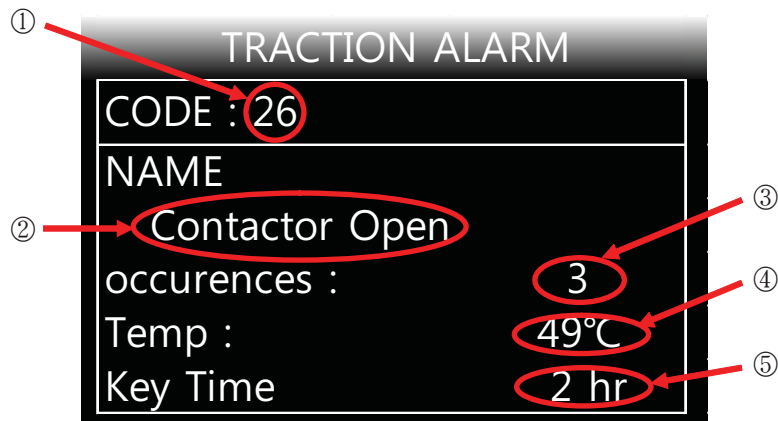 ①
TRACTION ALARM
CODE : 26
NAME
② Contactor Open
③
occurences : 3
④
Temp : 49℃
⑤
Key Time 2 hr